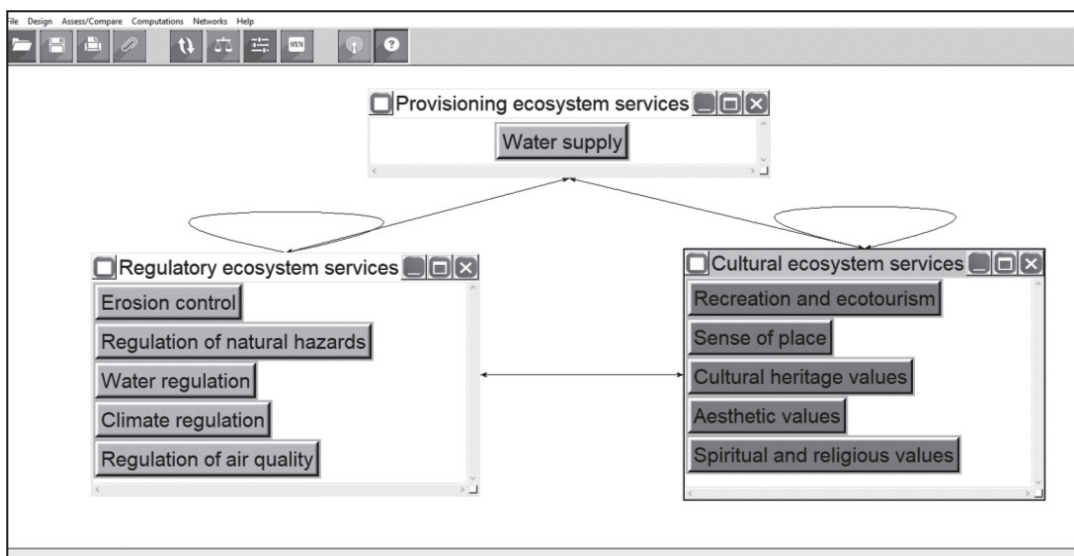 File Design Assess/Compare Computations Networks Help
SYN
?
Provisioning ecosystem services
Water supply
Regulatory ecosystem services
Erosion control
Regulation of natural hazards
Water regulation
Climate regulation
Regulation of air quality
Cultural ecosystem services
Recreation and ecotourism
Sense of place
Cultural heritage values
Aesthetic values
Spiritual and religious values